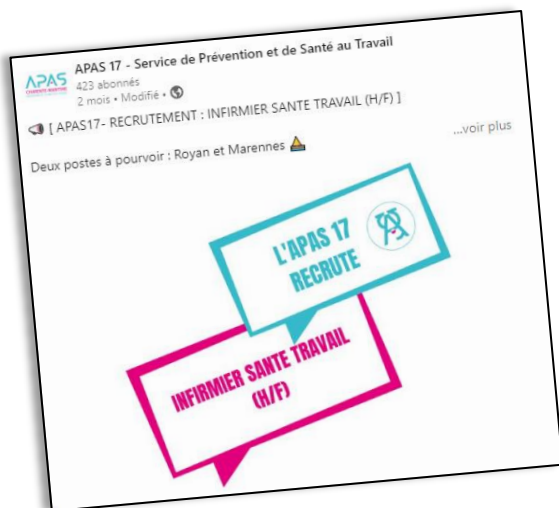 APAS
APAS 17 - Service de Prévention et de Santé au Travail
423 abonnés
2 mois • Modifié •
[ APAS17- RECRUTEMENT : INFIRMIER SANTE TRAVAIL (H/F) ]
Deux postes à pourvoir : Royan et Marennes
...voir plus
L'APAS 17
RECRUTE
INFIRMIER SANTE TRAVAIL
(H/F)